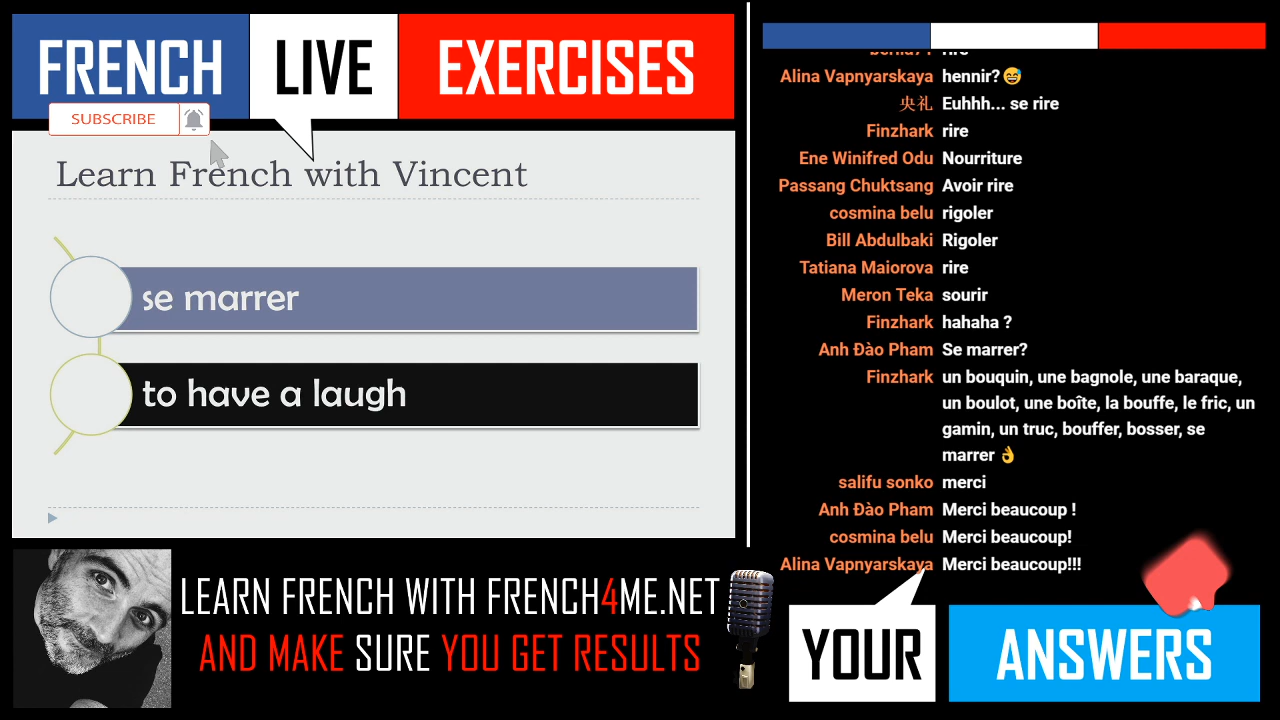 FRENCH LIVE EXERCISES
SUBSCRIBE
Learn French with Vincent
se marrer
to have a laugh
LEARN FRENCH WITH FRENCH4ME.NET
AND MAKE SURE YOU GET RESULTS
rire
Alina Vapnyarskaya hennir?😅
央礼 Euhhh... se rire
Finzhark rire
Ene Winifred Odu Nourriture
Passang Chuktsang Avoir rire
cosmina belu rigoler
Bill Abdulbaki Rigoler
Tatiana Maiorova rire
Meron Teka sourir
Finzhark hahaha ?
Anh Đào Pham Se marrer?
Finzhark un bouquin, une bagnole, une baraque,
un boulot, une boîte, la bouffe, le fric, un
gamin, un truc, bouffer, bosser, se
marrer 👌
salifu sonko merci
Anh Đào Pham Merci beaucoup !
cosmina belu Merci beaucoup!
Alina Vapnyarskaya Merci beaucoup!!!
YOUR ANSWERS